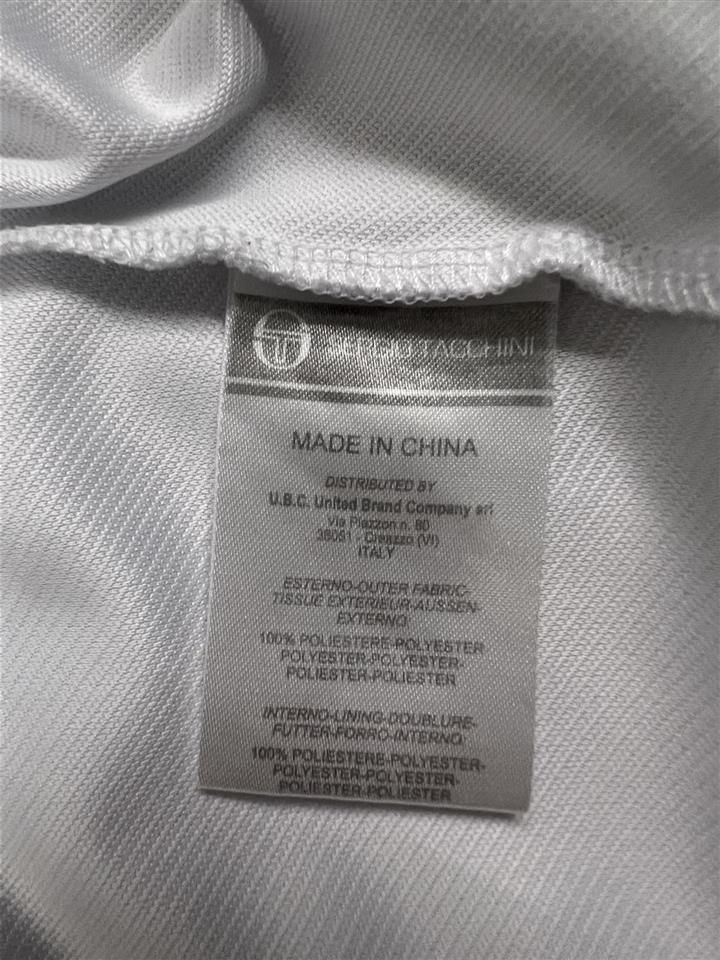 SERGIO TACCHINI
MADE IN CHINA
DISTRIBUTED BY
U.B.C. United Brand Company srl
Via Piazzon n. 80
36051 - Creazzo (VI)
ITALY
ESTERNO-OUTER FABRIC-
TISSUE EXTERIEUR-AUSSEN-
EXTERNO:
100% POLIESTERE-POLYESTER
POLYESTER-POLYESTER-
POLIESTER-POLIESTER
INTERNO-LINING-DOUBLURE-
FUTTER-FORRO-INTERNO:
100% POLIESTERE-POLYESTER-
POLYESTER-POLYESTER-
POLIESTER-POLIESTER